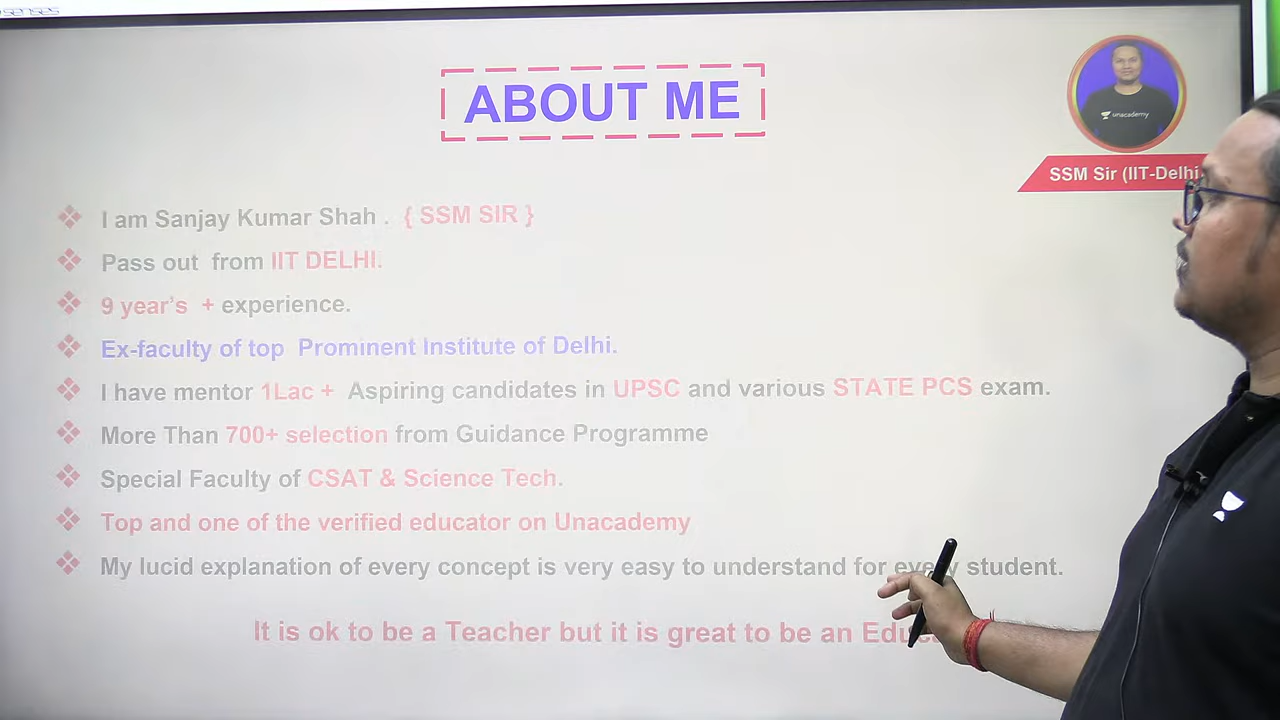 senses
ABOUT ME
unacademy
SSM Sir (IIT-Delhi
I am Sanjay Kumar Shah . { SSM SIR }
Pass out from IIT DELHI.
9 year's + experience.
Ex-faculty of top Prominent Institute of Delhi.
I have mentor 1Lac + Aspiring candidates in UPSC and various STATE PCS exam.
More Than 700+ selection from Guidance Programme
Special Faculty of CSAT & Science Tech.
Top and one of the verified educator on Unacademy
My lucid explanation of every concept is very easy to understand for every student.
It is ok to be a Teacher but it is great to be an